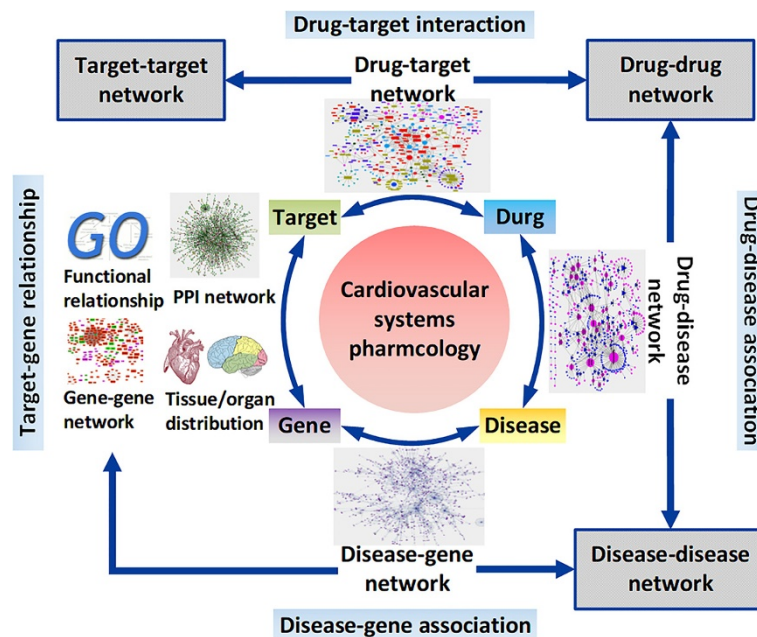 Drug-target interaction
Target-target
network
Drug-target
network
Drug-drug
network
Target-gene relationship
GO
Functional
relationship
PPI network
Gene-gene
network
Tissue/organ
distribution
Target
Durg
Cardiovascular
systems
pharmcology
Gene
Disease
Drug-disease
network
Drug-disease association
Disease-gene
network
Disease-disease
network
Disease-gene association